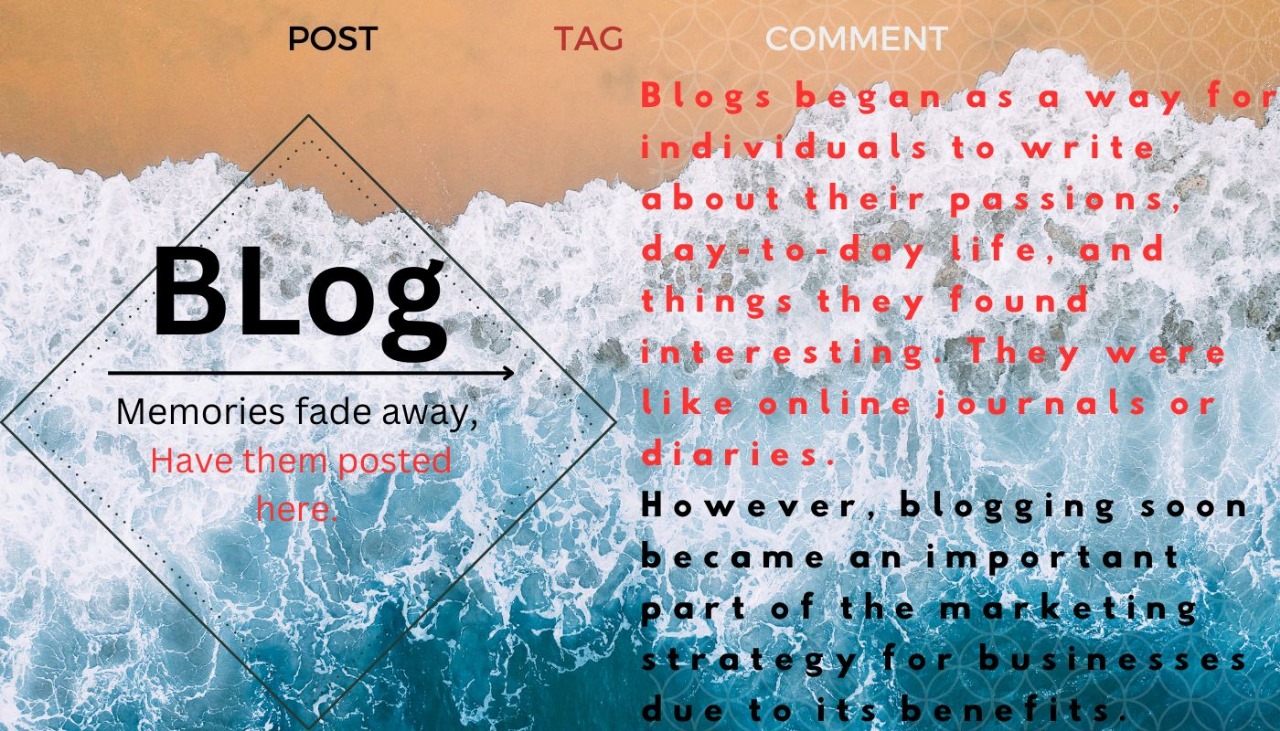 POST TAG COMMENT
BLog
Memories fade away,
Have them posted
here.
Blogs began as a way for
individuals to write
about their passions,
day-to-day life, and
things they found
interesting. They were
like online journals or
diaries.
However, blogging soon
became an important
part of the marketing
strategy for businesses
due to its benefits.